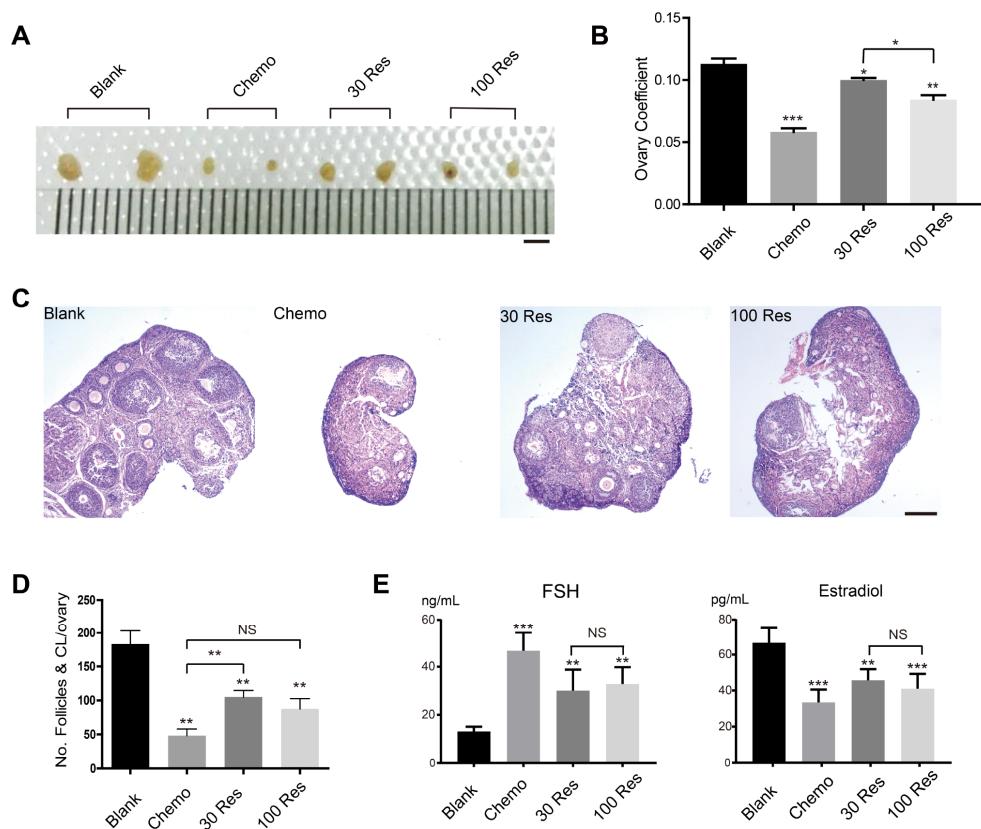 A
Blank
Chemo
30 Res
100 Res
B
Ovary Coefficient
0.15
0.10
0.05
0.00
***
*
**
*
Blank
Chemo
30 Res
100 Res
C
Blank
Chemo
30 Res
100 Res
D
No. Follicles & CL/ovary
250
200
150
100
50
0
NS
**
**
**
**
Blank
Chemo
30 Res
100 Res
E
FSH
ng/mL
60
40
20
0
***
NS
**
**
Blank
Chemo
30 Res
100 Res
Estradiol
pg/mL
80
60
40
20
0
***
NS
**
***
Blank
Chemo
30 Res
100 Res